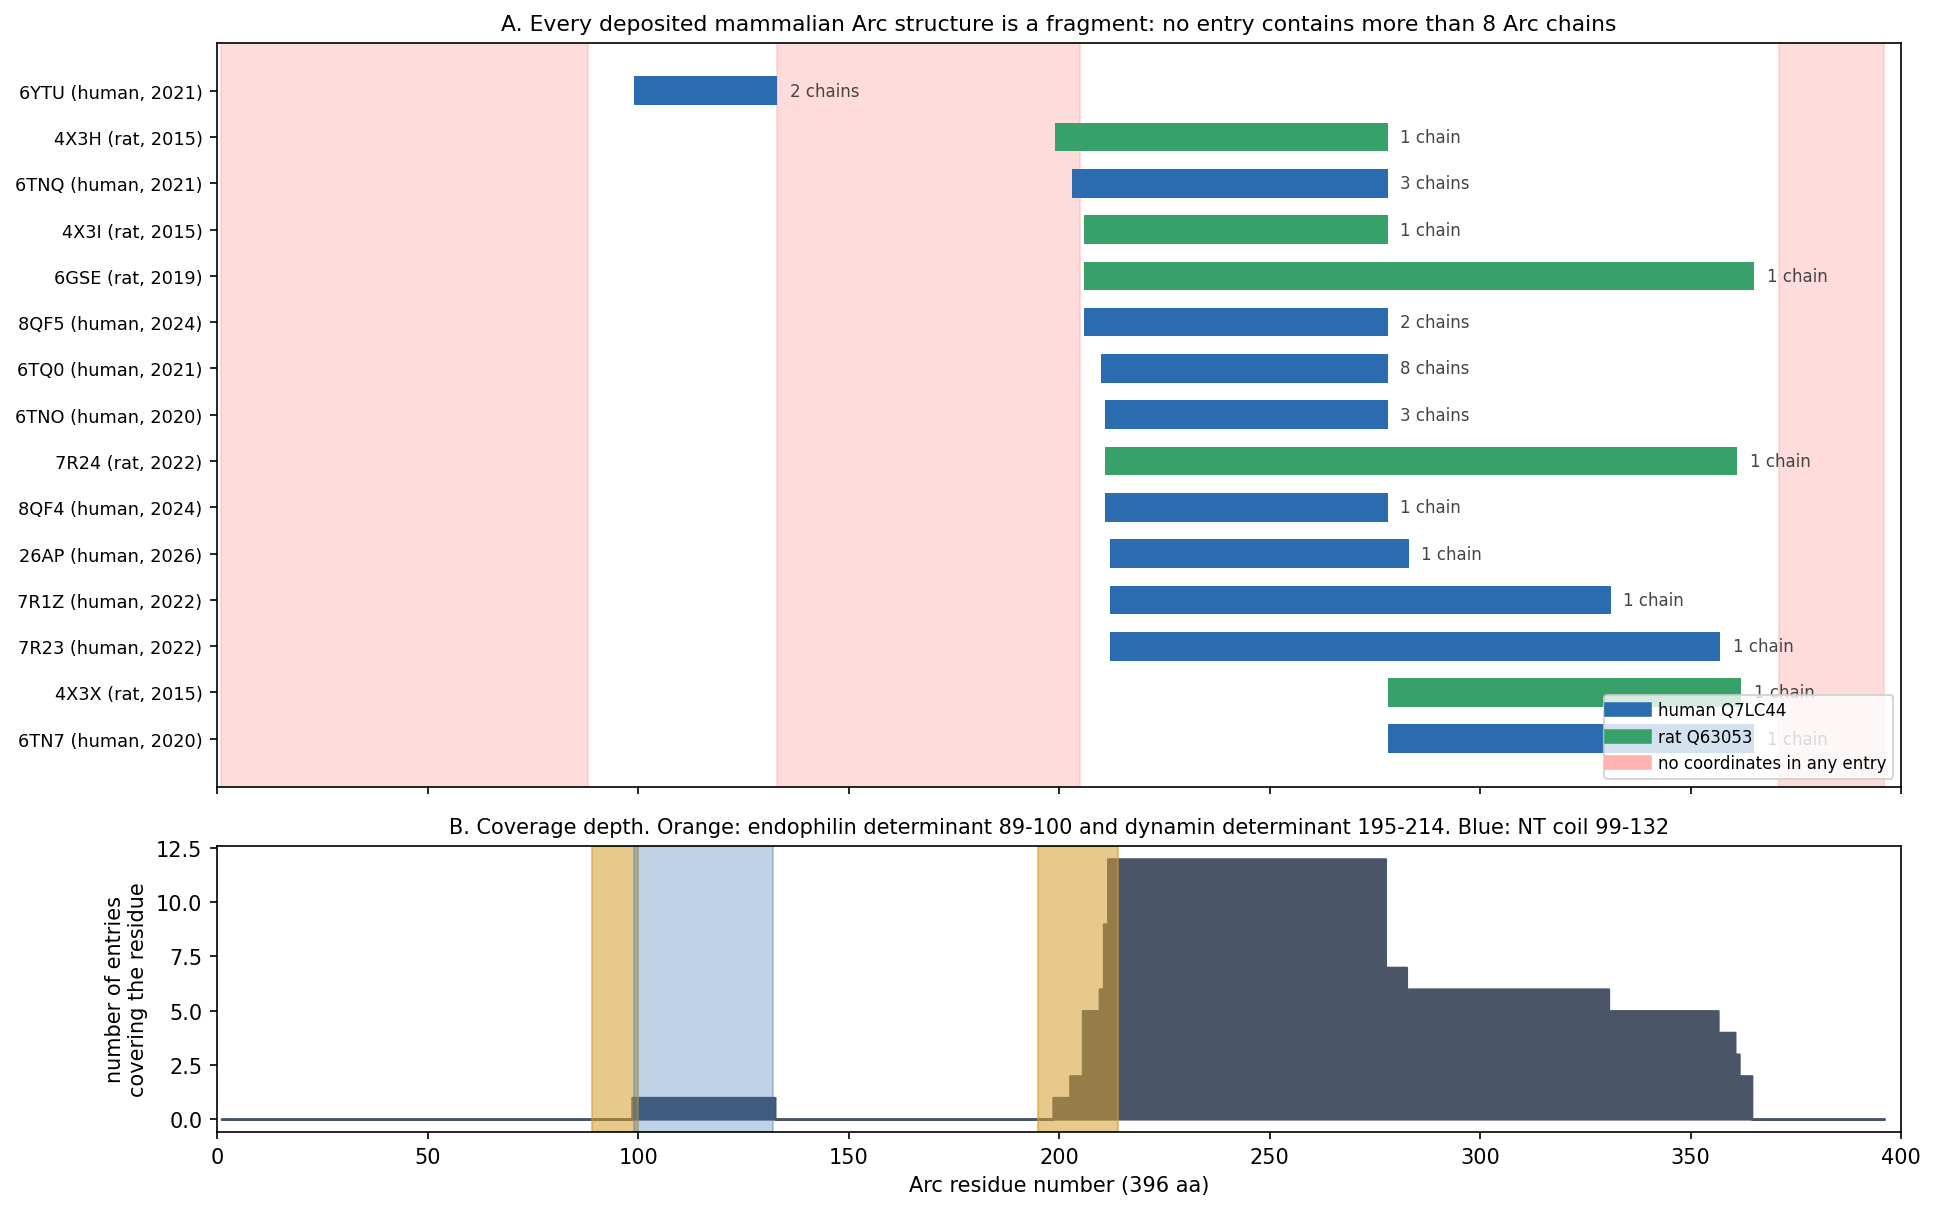 A. Every deposited mammalian Arc structure is a fragment: no entry contains more than 8 Arc chains
6YTU (human, 2021)
2 chains
4X3H (rat, 2015)
1 chain
6TNQ (human, 2021)
3 chains
4X3I (rat, 2015)
1 chain
6GSE (rat, 2019)
1 chain
8QF5 (human, 2024)
2 chains
6TQ0 (human, 2021)
8 chains
6TNO (human, 2020)
3 chains
7R24 (rat, 2022)
1 chain
8QF4 (human, 2024)
1 chain
26AP (human, 2026)
1 chain
7R1Z (human, 2022)
1 chain
7R23 (human, 2022)
1 chain
4X3X (rat, 2015)
1 chain
6TN7 (human, 2020)
1 chain
human Q7LC44
rat Q63053
no coordinates in any entry
B. Coverage depth. Orange: endophilin determinant 89-100 and dynamin determinant 195-214. Blue: NT coil 99-132
number of entries
covering the residue
12.5
10.0
7.5
5.0
2.5
0.0
0 50 100 150 200 250 300 350 400
Arc residue number (396 aa)